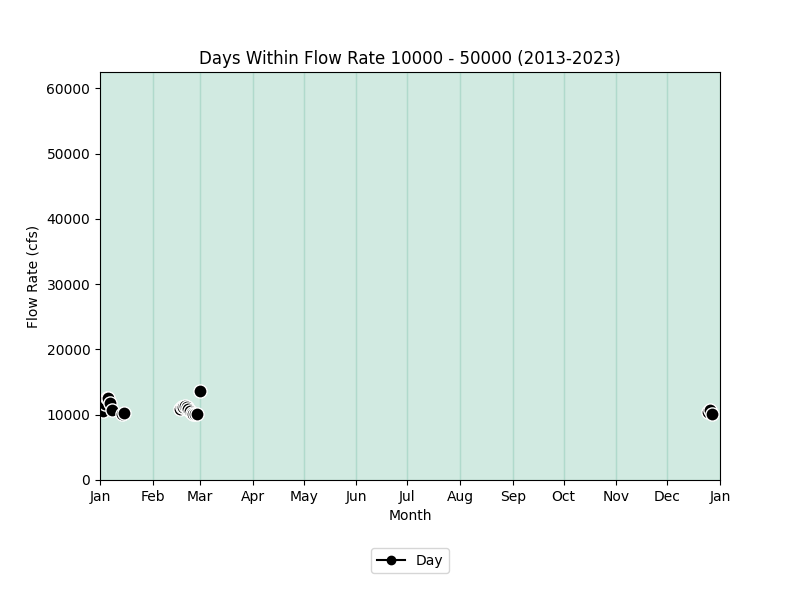 Days Within Flow Rate 10000 - 50000 (2013-2023)
60000
50000
40000
30000
20000
10000
0
Flow Rate (cfs)
Jan Feb Mar Apr May Jun Jul Aug Sep Oct Nov Dec Jan
Month
Day